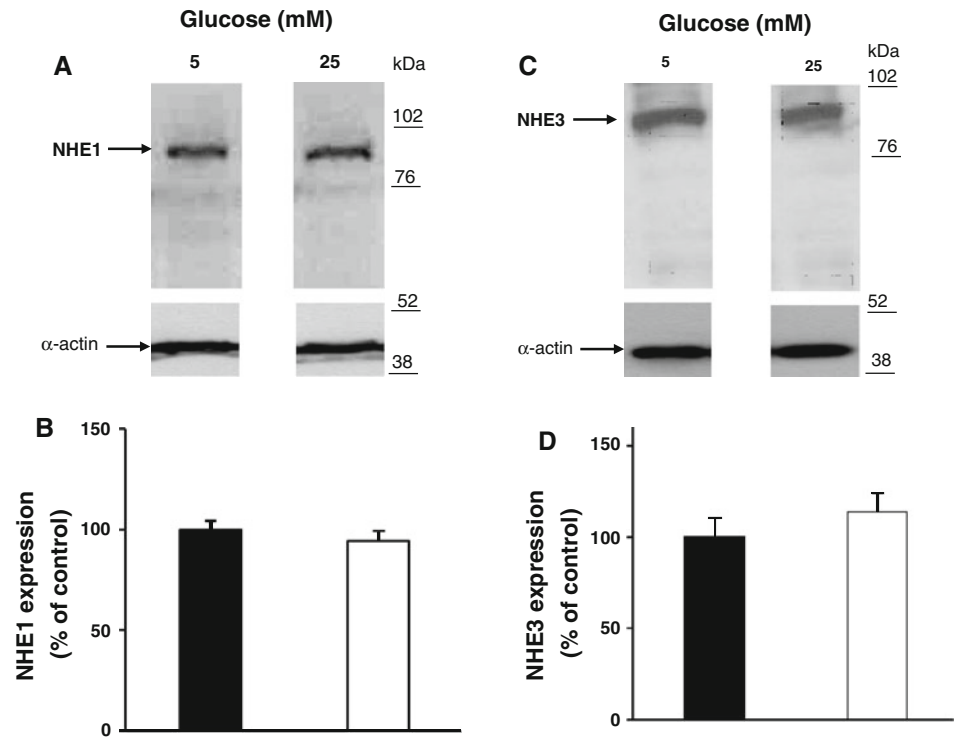 Glucose (mM)
A 5 25 kDa
102
NHE1
76
52
α-actin
38
Glucose (mM)
C 5 25 kDa
102
NHE3
76
52
α-actin
38
B
NHE1 expression
(% of control)
150
100
50
0
D
NHE3 expression
(% of control)
150
100
50
0